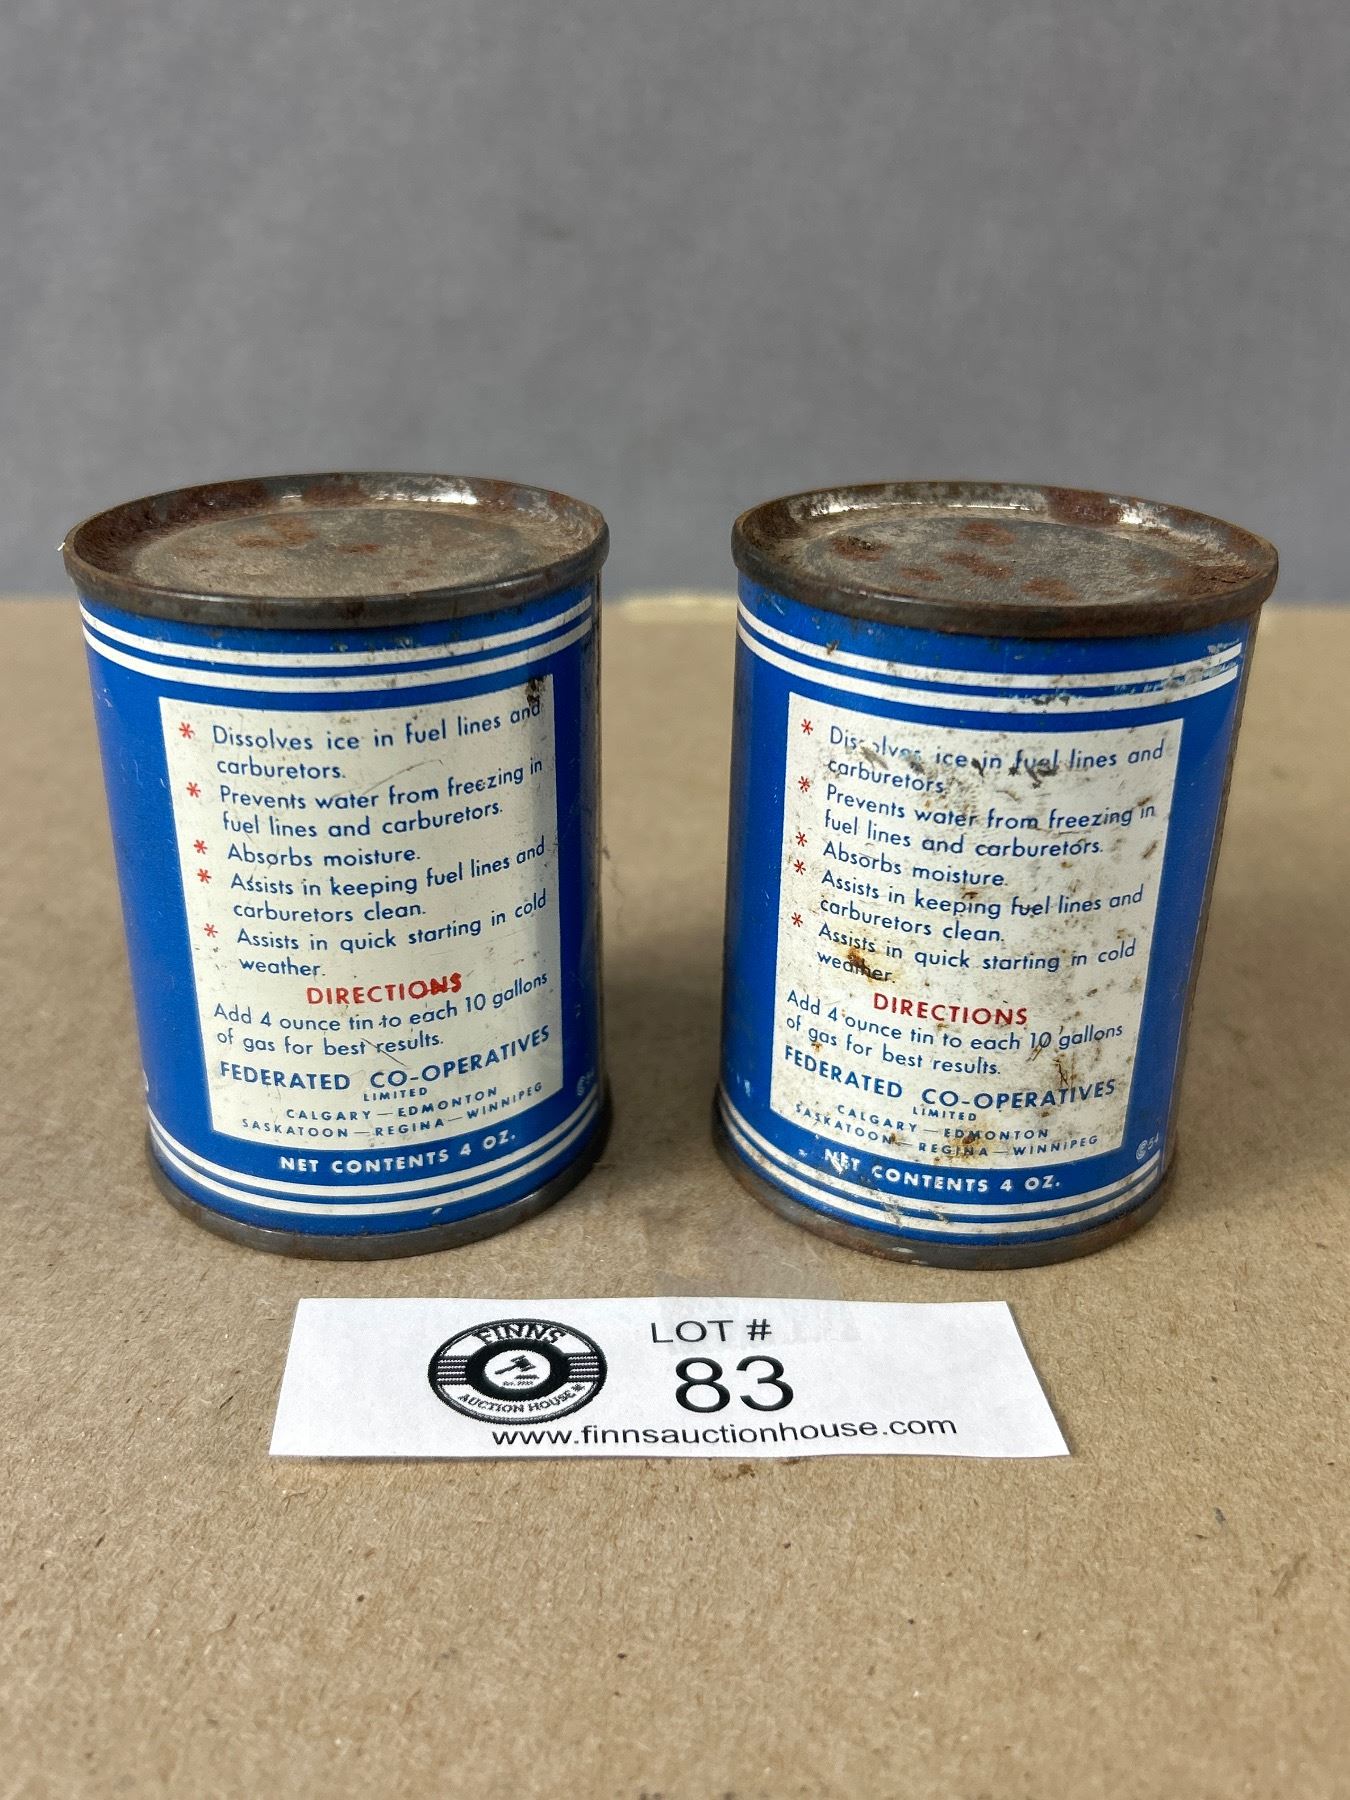 * Dissolves ice in fuel lines and
carburetors.
* Prevents water from freezing in
fuel lines and carburetors.
* Absorbs moisture.
* Assists in keeping fuel lines and
carburetors clean.
* Assists in quick starting in cold
weather.
DIRECTIONS
Add 4 ounce tin to each 10 gallons
of gas for best results.
FEDERATED CO-OPERATIVES
LIMITED
CALGARY — EDMONTON
SASKATOON — REGINA — WINNIPEG
NET CONTENTS 4 OZ.
* Dissolves ice in fuel lines and
carburetors.
* Prevents water from freezing in
fuel lines and carburetors.
* Absorbs moisture.
* Assists in keeping fuel lines and
carburetors clean.
* Assists in quick starting in cold
weather.
DIRECTIONS
Add 4 ounce tin to each 10 gallons
of gas for best results.
FEDERATED CO-OPERATIVES
LIMITED
CALGARY — EDMONTON
SASKATOON — REGINA — WINNIPEG
NET CONTENTS 4 OZ.
FINNS
AUCTION HOUSE
LOT #
83
www.finnsauctionhouse.com